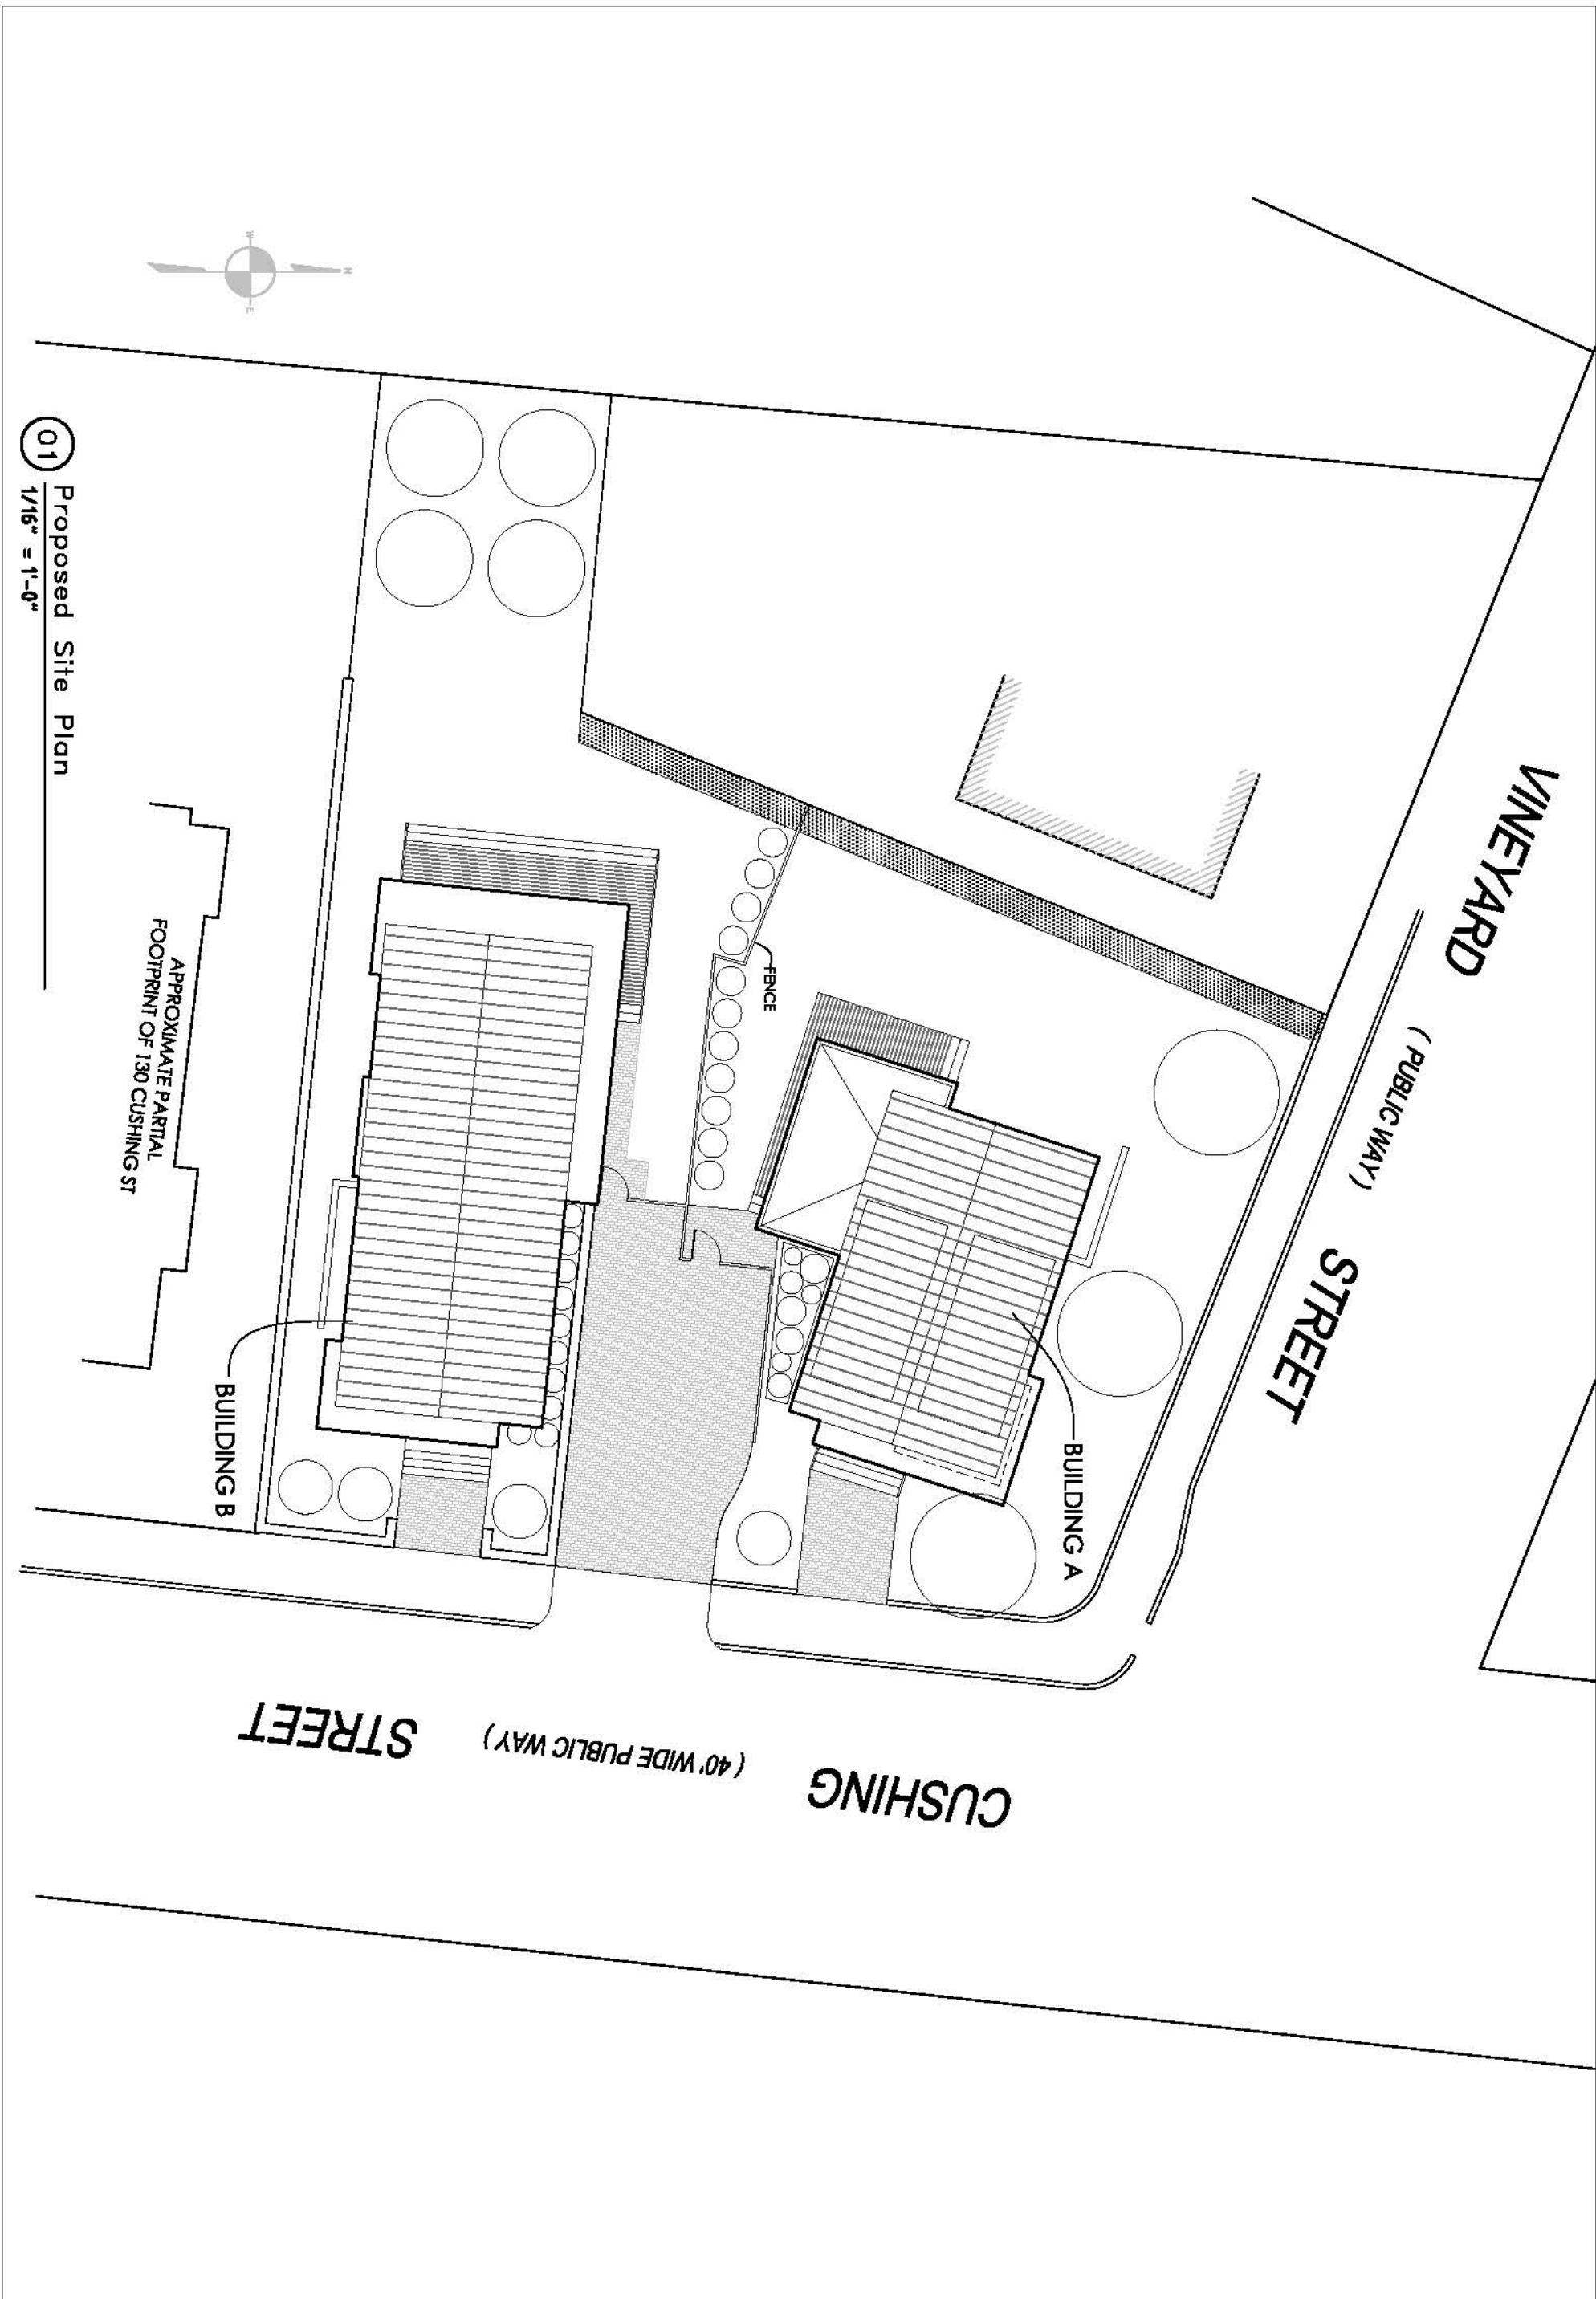 VINEYARD
( PUBLIC WAY )
STREET
CUSHING
( 40' WIDE PUBLIC WAY )
STREET
BUILDING A
FENCE
BUILDING B
APPROXIMATE PARTIAL
FOOTPRINT OF 130 CUSHING ST
N
W
E
01
Proposed Site Plan
1/16" = 1'-0"